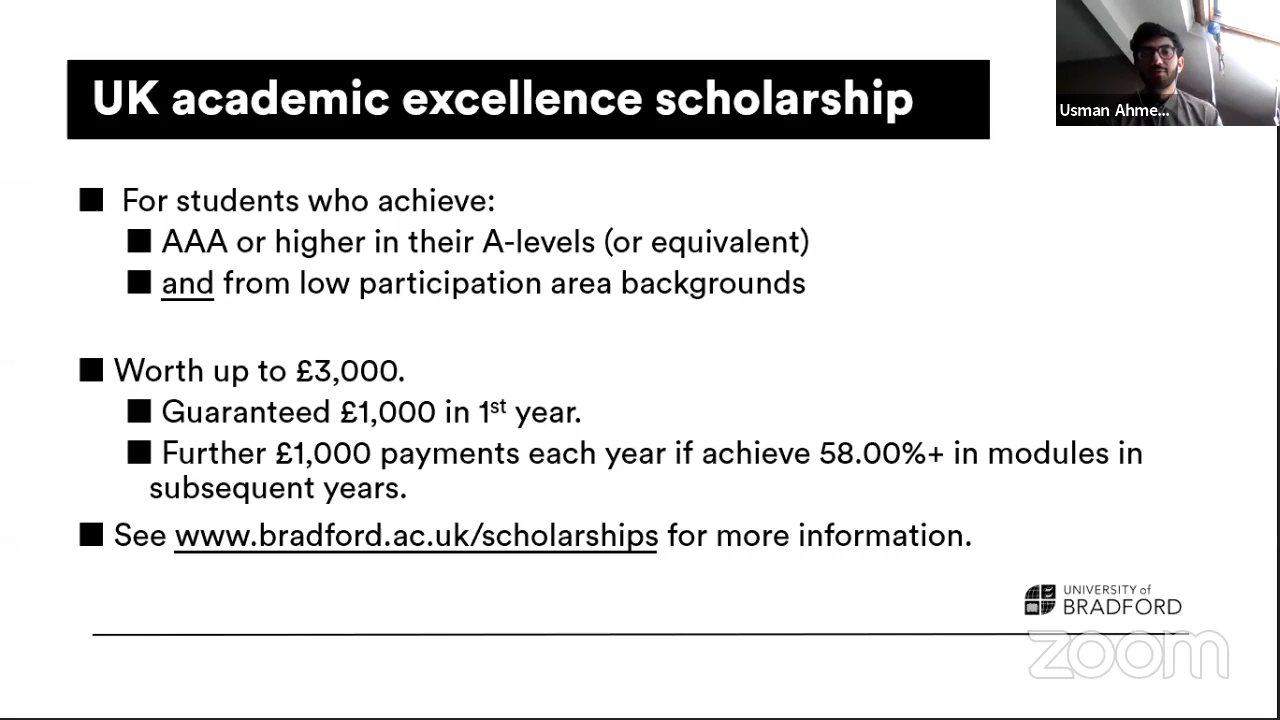 UK academic excellence scholarship
Usman Ahme...
For students who achieve:
AAA or higher in their A-levels (or equivalent)
and from low participation area backgrounds
Worth up to £3,000.
Guaranteed £1,000 in 1st year.
Further £1,000 payments each year if achieve 58.00%+ in modules in
subsequent years.
See www.bradford.ac.uk/scholarships for more information.
UNIVERSITY of
BRADFORD
zoom